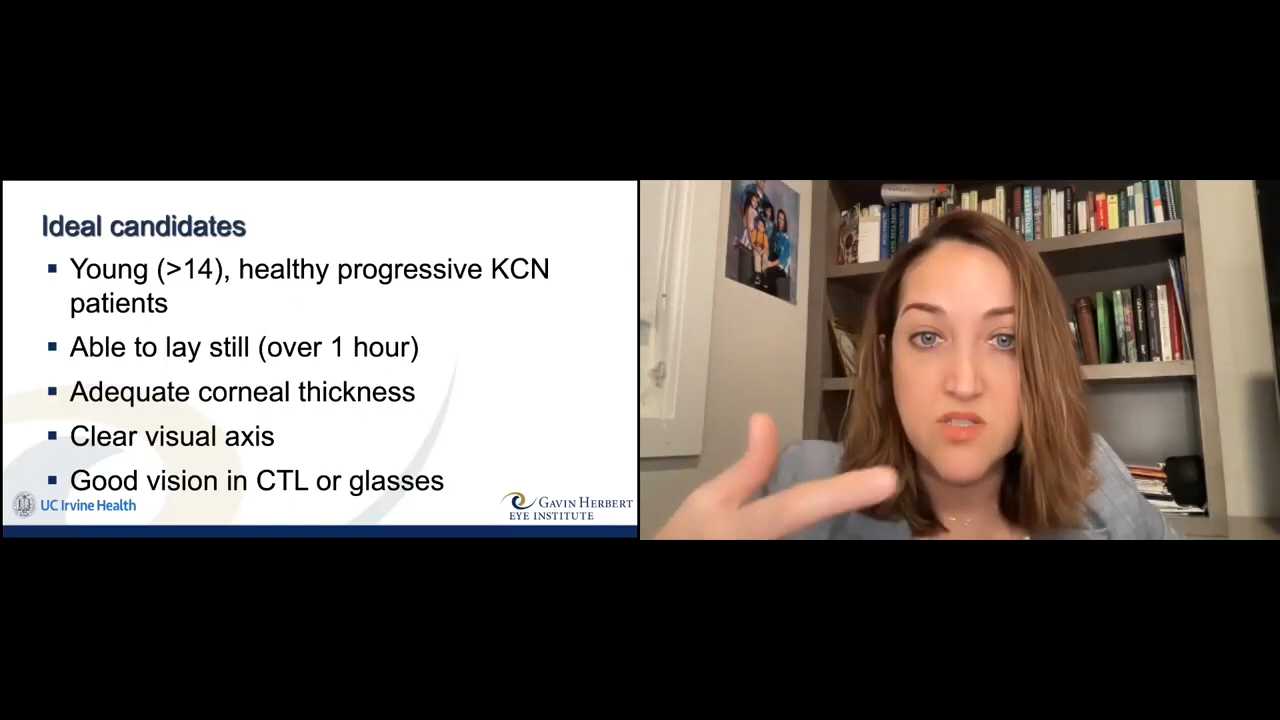 Ideal candidates
▪ Young (>14), healthy progressive KCN
patients
▪ Able to lay still (over 1 hour)
▪ Adequate corneal thickness
▪ Clear visual axis
▪ Good vision in CTL or glasses
UC Irvine Health
GAVIN HERBERT
EYE INSTITUTE